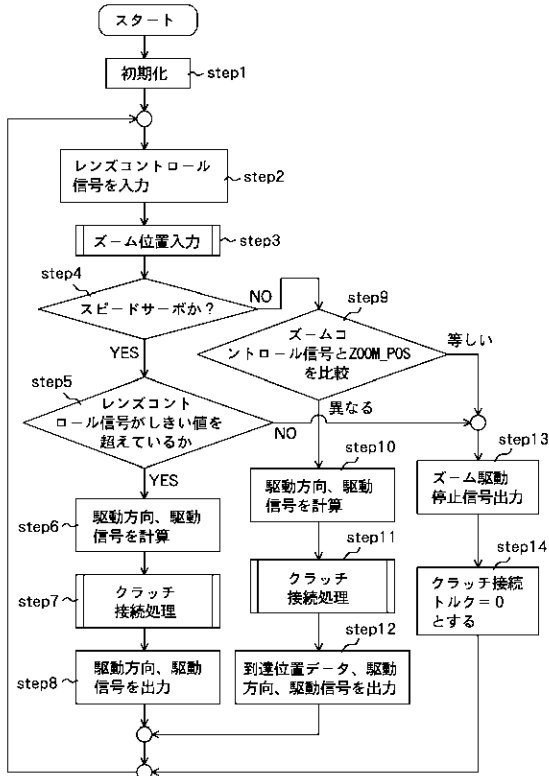 スタート
初期化
step1
レンズコントロール
信号を入力
step2
ズーム位置入力
step3
step4
スピードサーボか？
NO
YES
step9
ズームコ
ントロール信号とZOOM_POS
を比較
等しい
異なる
step5
レンズコント
ロール信号がしきい値を
超えているか
NO
YES
step6
駆動方向、駆動
信号を計算
step7
クラッチ
接続処理
step8
駆動方向、駆動
信号を出力
step10
駆動方向、駆動
信号を計算
step11
クラッチ
接続処理
step12
到達位置データ、駆動
方向、駆動信号を出力
step13
ズーム駆動
停止信号出力
step14
クラッチ接続
トルク＝０
とする